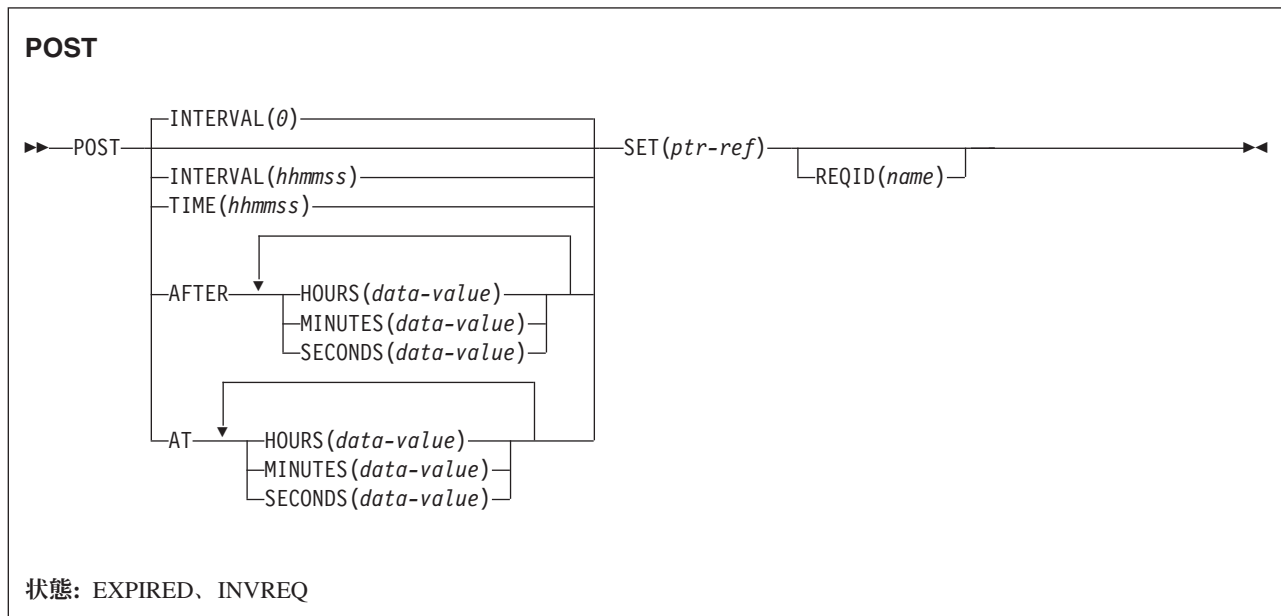 POST
INTERVAL(0)
POST
SET(ptr-ref)
INTERVAL(hhmmss)
REQID(name)
TIME(hhmmss)
AFTER
HOURS(data-value)
MINUTES(data-value)
SECONDS(data-value)
AT
HOURS(data-value)
MINUTES(data-value)
SECONDS(data-value)
状態: EXPIRED、INVREQ